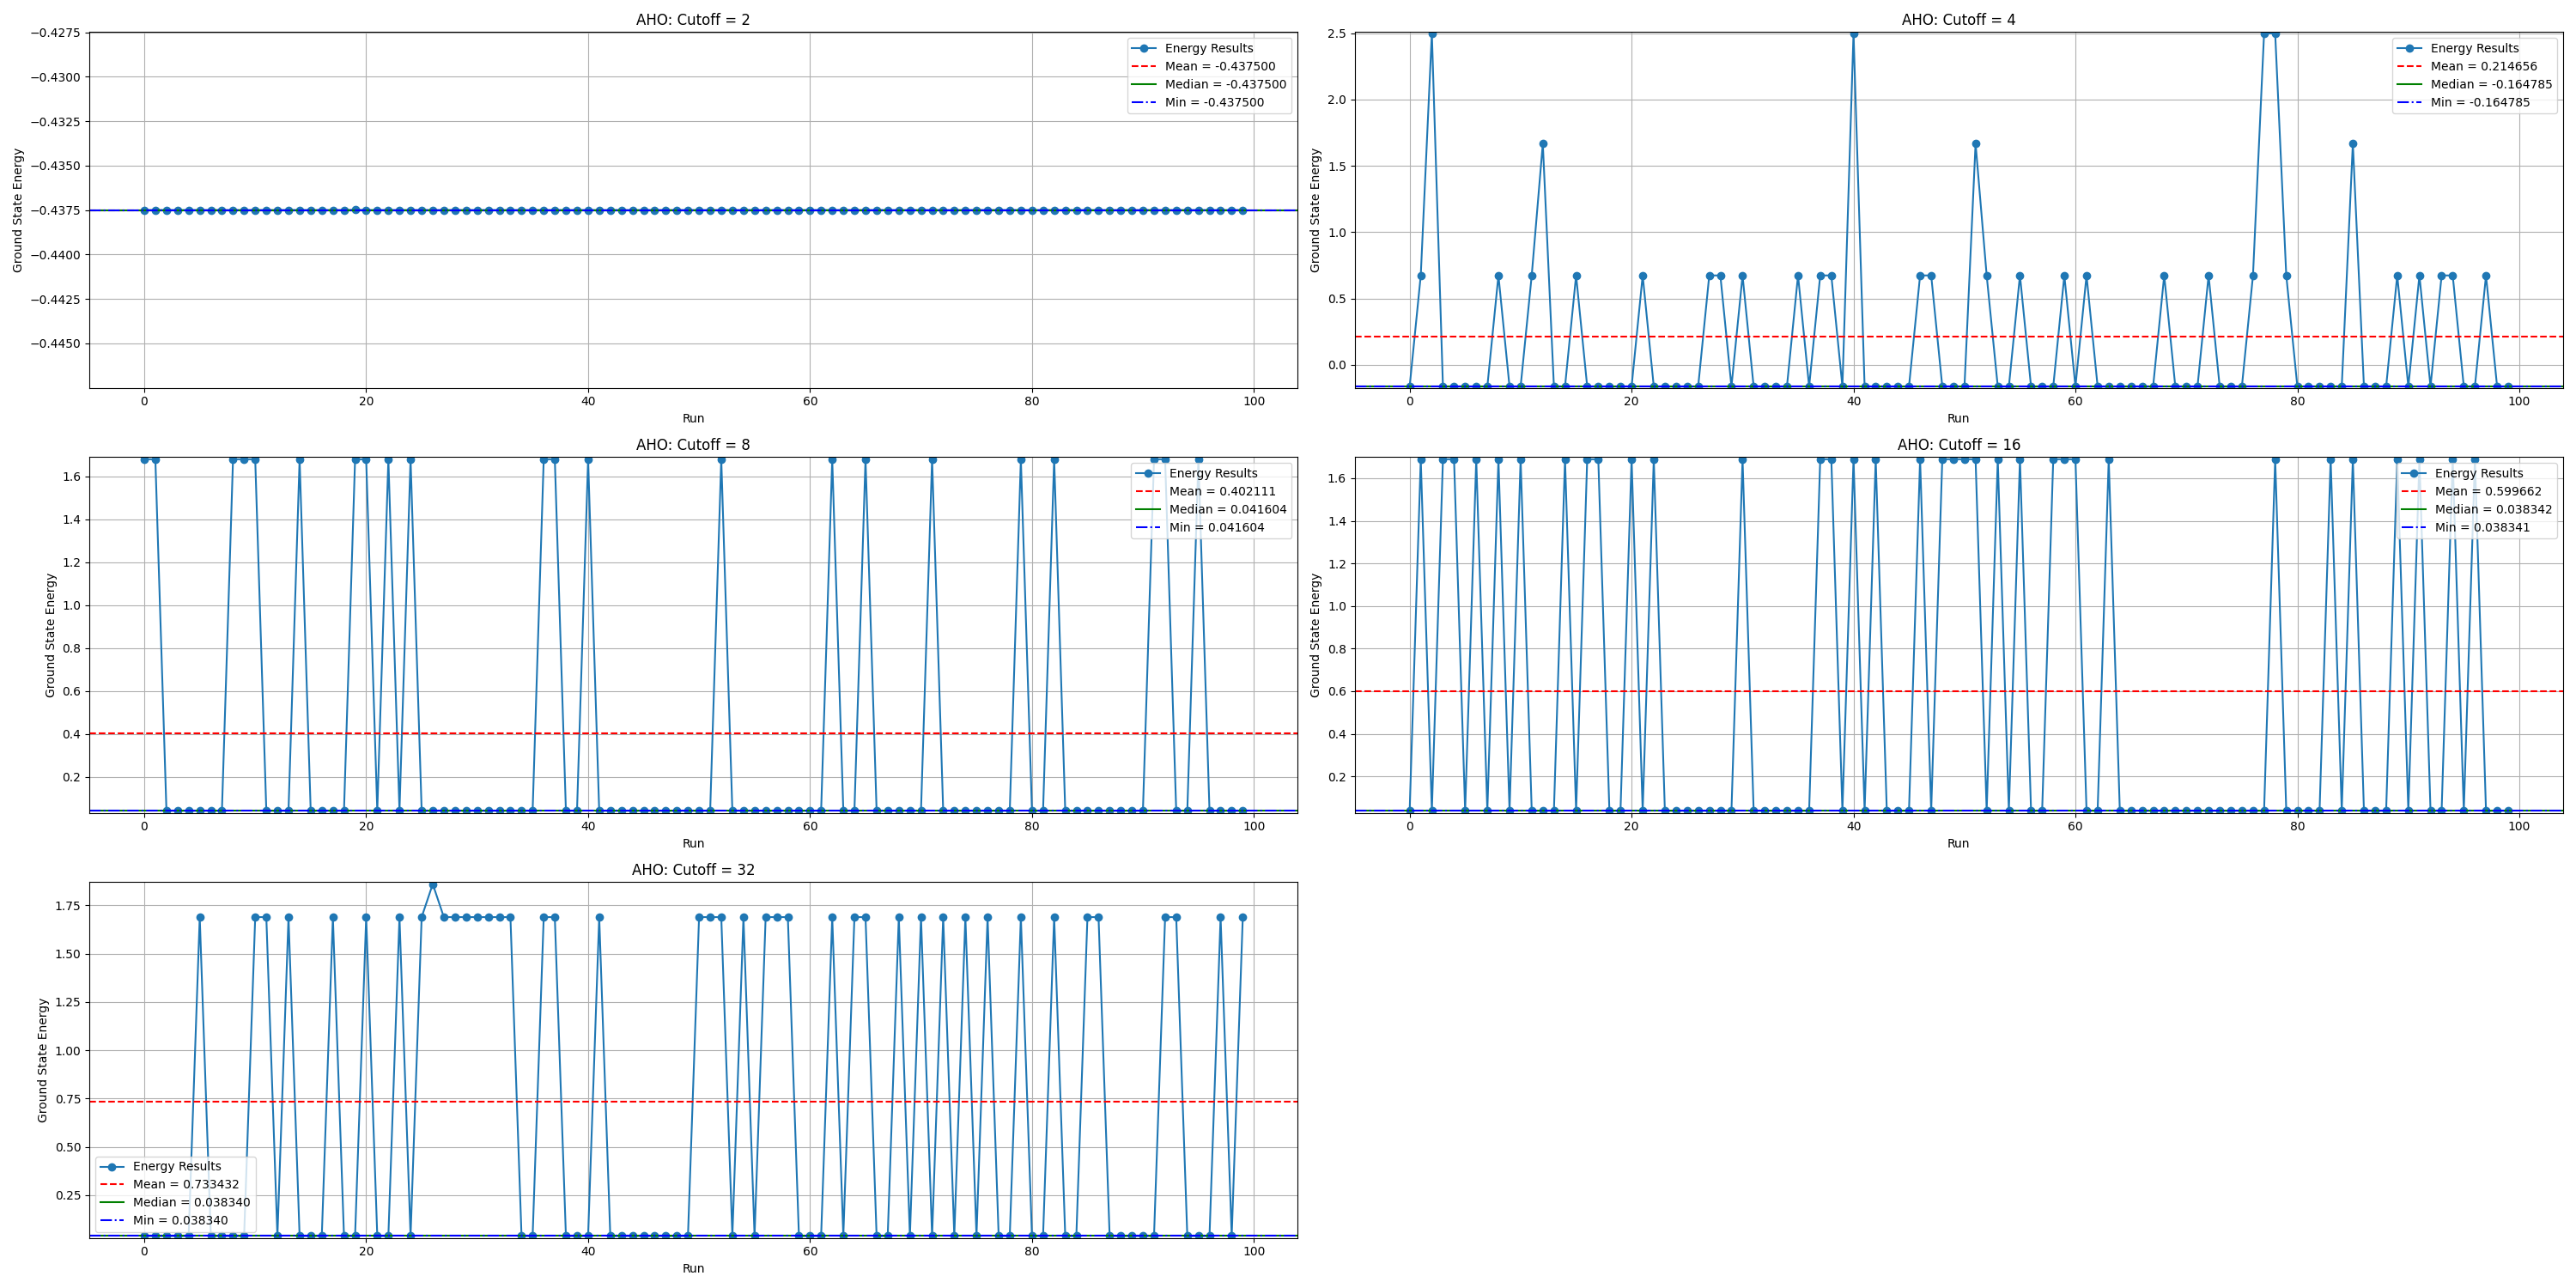 AHO: Cutoff = 2
Ground State Energy
−0.4275
−0.4300
−0.4325
−0.4350
−0.4375
−0.4400
−0.4425
−0.4450
Energy Results
Mean = -0.437500
Median = -0.437500
Min = -0.437500
0 20 40 60 80 100
Run
AHO: Cutoff = 4
Ground State Energy
2.5
2.0
1.5
1.0
0.5
0.0
Energy Results
Mean = 0.214656
Median = -0.164785
Min = -0.164785
0 20 40 60 80 100
Run
AHO: Cutoff = 8
Ground State Energy
1.6
1.4
1.2
1.0
0.8
0.6
0.4
0.2
Energy Results
Mean = 0.402111
Median = 0.041604
Min = 0.041604
0 20 40 60 80 100
Run
AHO: Cutoff = 16
Ground State Energy
1.6
1.4
1.2
1.0
0.8
0.6
0.4
0.2
Energy Results
Mean = 0.599662
Median = 0.038342
Min = 0.038341
0 20 40 60 80 100
Run
AHO: Cutoff = 32
Ground State Energy
1.75
1.50
1.25
1.00
0.75
0.50
0.25
Energy Results
Mean = 0.733432
Median = 0.038340
Min = 0.038340
0 20 40 60 80 100
Run